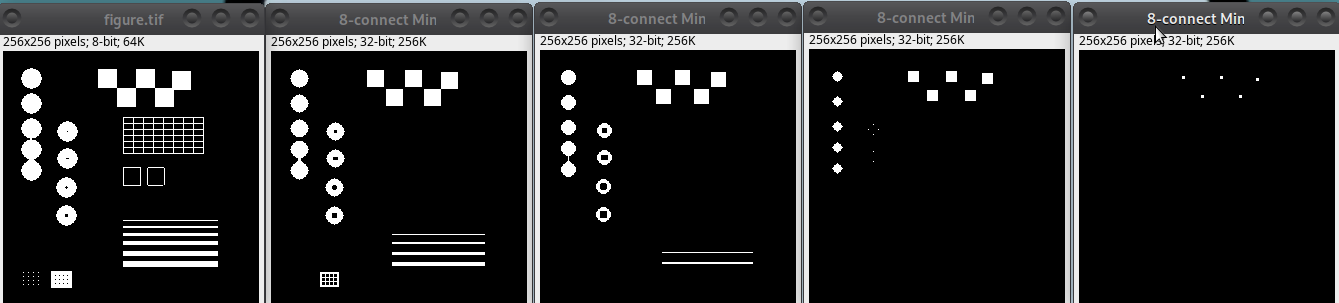 figure.tif
256x256 pixels; 8-bit; 64K
8-connect Min
256x256 pixels; 32-bit; 256K
8-connect Min
256x256 pixels; 32-bit; 256K
8-connect Min
256x256 pixels; 32-bit; 256K
8-connect Min
256x256 pixels; 32-bit; 256K